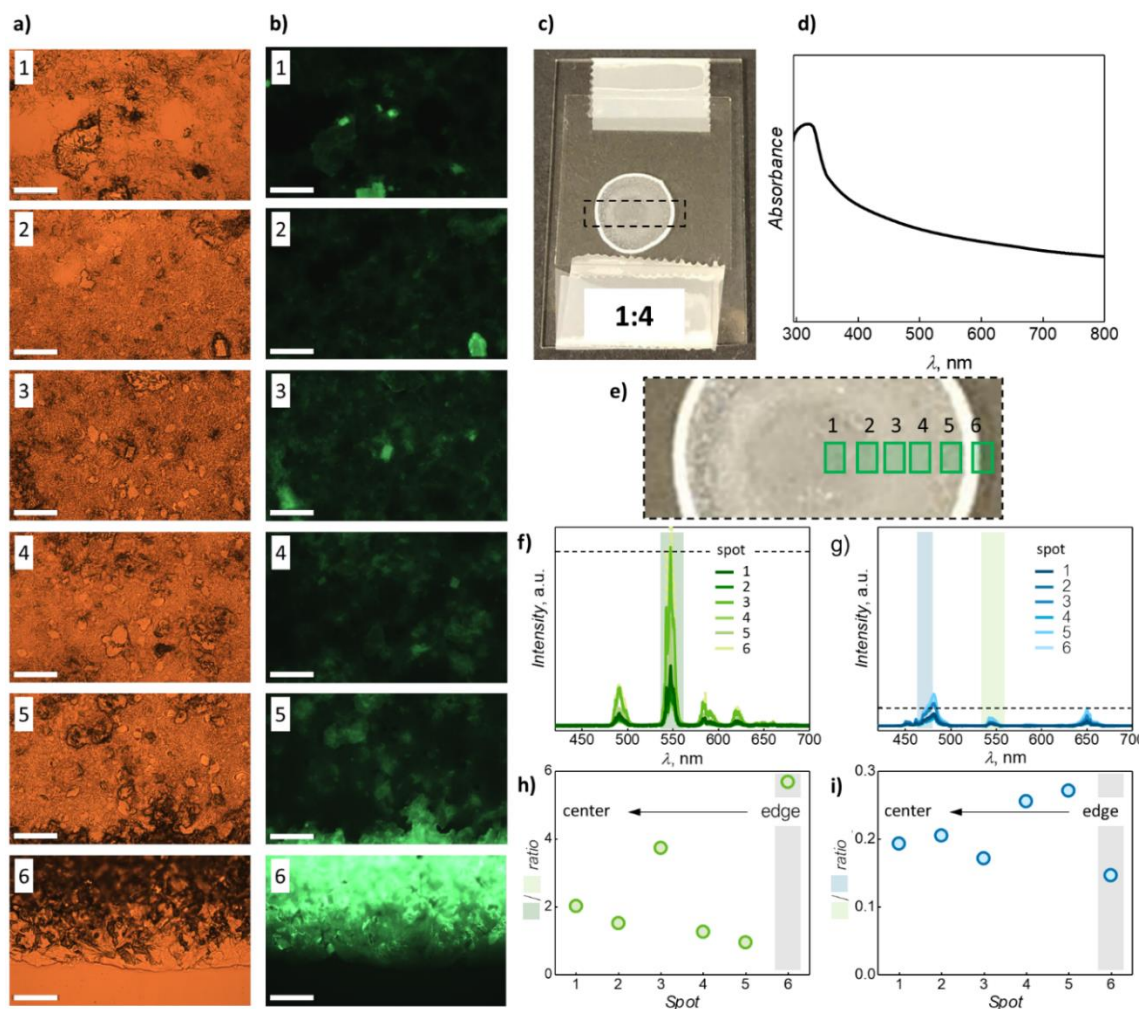 a)
1
2
3
4
5
6
b)
1
2
3
4
5
6
c)
1:4
d)
Absorbance
300 400 500 600 700 800
λ, nm
e)
1 2 3 4 5 6
f)
Intensity, a.u.
spot
1
2
3
4
5
6
450 500 550 600 650 700
λ, nm
g)
Intensity, a.u.
spot
1
2
3
4
5
6
450 500 550 600 650 700
λ, nm
h)
/ ratio
6
4
2
0
center
edge
1 2 3 4 5 6
Spot
i)
/ ratio
0.3
0.2
0.1
0.0
center
edge
1 2 3 4 5 6
Spot